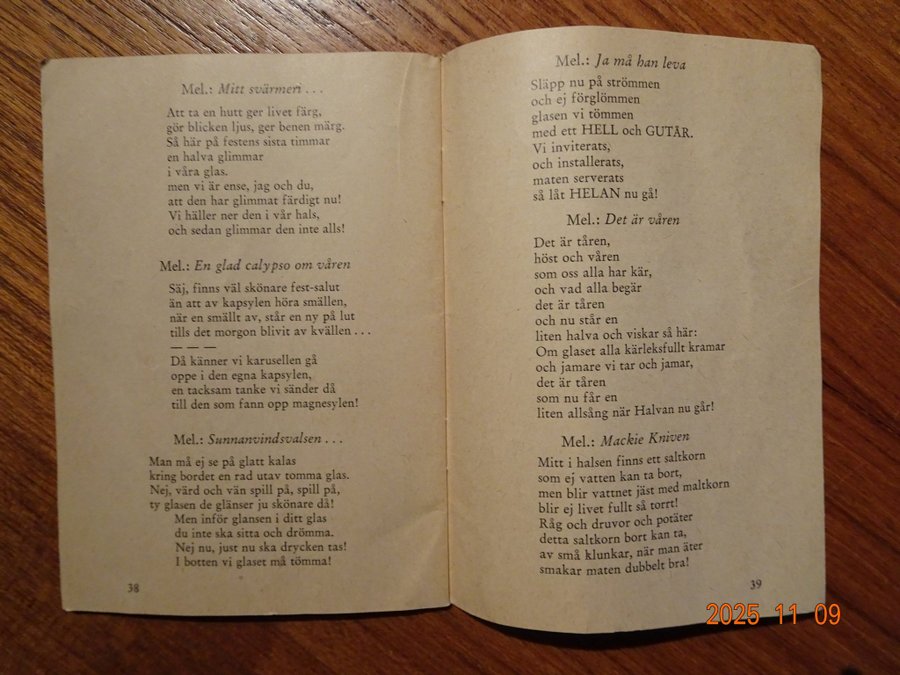 Mel.: Mitt svärmeri . . .
Att ta en hutt ger livet färg,
gör blicken ljus, ger benen märg.
Så här på festens sista timmar
en halva glimmar
i våra glas.
men vi är ense, jag och du,
att den har glimmat färdigt nu!
Vi häller ner den i vår hals,
och sedan glimmar den inte alls!
Mel.: En glad calypso om våren
Säj, finns väl skönare fest-salut
än att av kapsylen höra smällen,
när en smällt av, står en ny på lut
tills det morgon blivit av kvällen . . .
— — —
Då känner vi karusellen gå
oppe i den egna kapsylen,
en tacksam tanke vi sänder då
till den som fann opp magnesylen!
Mel.: Sunnanvindsvalsen . . .
Man må ej se på glatt kalas
kring bordet en rad utav tomma glas.
Nej, värd och vän spill på, spill på,
ty glasen de glänser ju skönare då!
Men inför glansen i ditt glas
du inte ska sitta och drömma.
Nej nu, just nu ska drycken tas!
I botten vi glaset må tömma!
38
Mel.: Ja må han leva
Släpp nu på strömmen
och ej förglömmen
glasen vi tömmen
med ett HELL och GUTÅR.
Vi inviterats,
och installerats,
maten serverats
så låt HELAN nu gå!
Mel.: Det är våren
Det är tåren,
höst och våren
som oss alla har kär,
och vad alla begär
det är tåren
och nu står en
liten halva och viskar så här:
Om glaset alla kärleksfullt kramar
och jamare vi tar och jamar,
det är tåren
som nu får en
liten allsång när Halvan nu går!
Mel.: Mackie Kniven
Mitt i halsen finns ett saltkorn
som ej vatten kan ta bort,
men blir vattnet jäst med maltkorn
blir ej livet fullt så torrt!
Råg och druvor och potäter
detta saltkorn bort kan ta,
av små klunkar, när man äter
smakar maten dubbelt bra!
39
2025 11 09